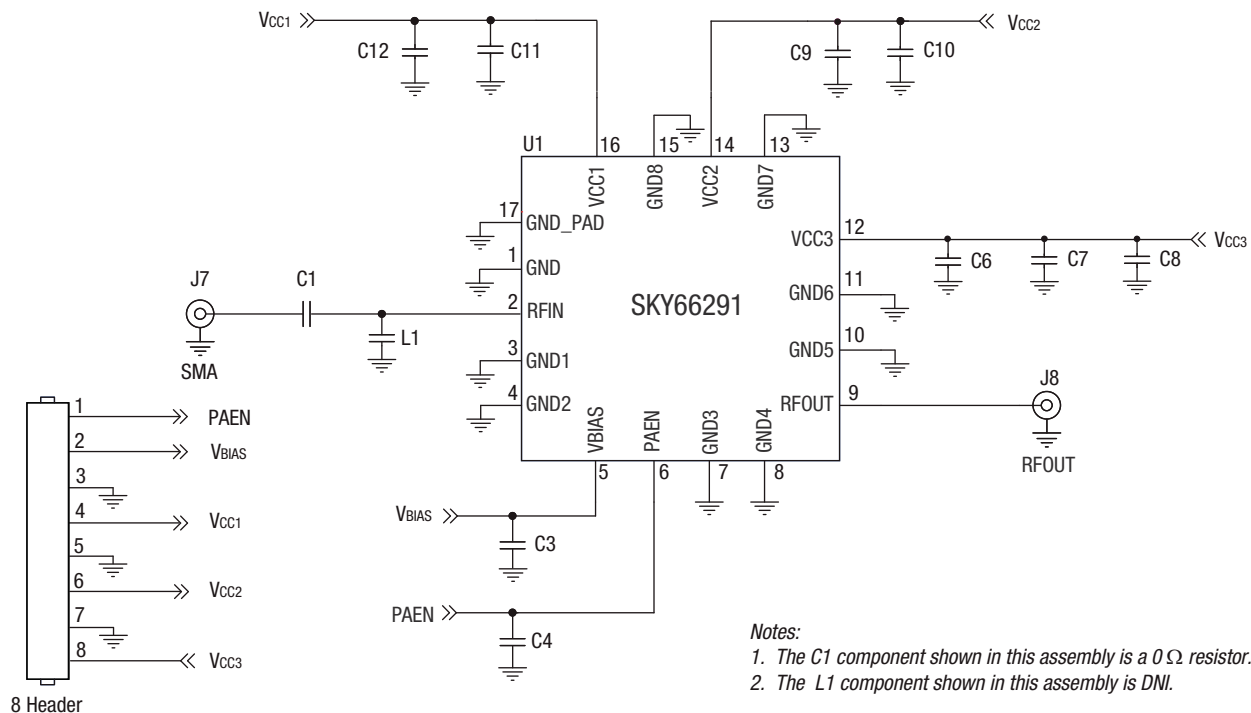 VCC1
C12
C11
C9
C10
VCC2
U1
16
15
14
13
VCC1
GND8
VCC2
GND7
17
GND_PAD
1
GND
2
RFIN
3
GND1
4
GND2
SKY66291
VCC3
12
GND6
11
GND5
10
RFOUT
9
C6
C7
C8
VCC3
J7
SMA
C1
L1
J8
RFOUT
VBIAS
PAEN
GND3
GND4
5
6
7
8
VBIAS
C3
PAEN
C4
1
PAEN
2
VBIAS
3
4
VCC1
5
6
VCC2
7
8
VCC3
8 Header
Notes:
1. The C1 component shown in this assembly is a 0 Ω resistor.
2. The L1 component shown in this assembly is DNI.